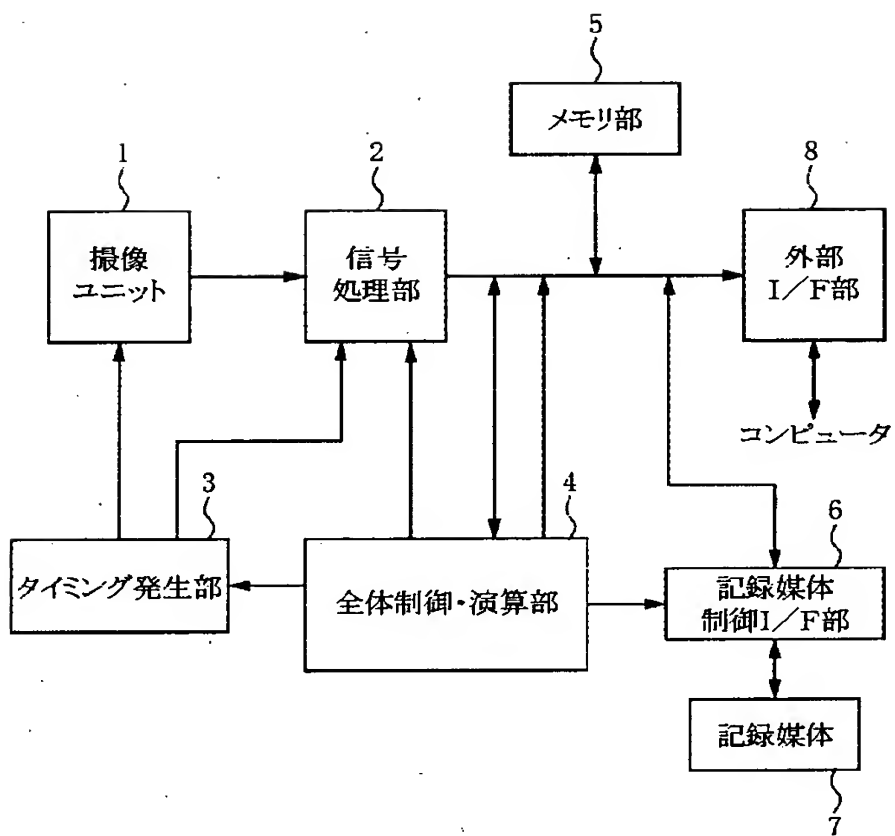 5
メモリ部
1
2
8
撮像
ユニット
信号
処理部
外部
I/F部
コンピュータ
3
4
6
タイミング発生部
全体制御・演算部
記録媒体
制御I/F部
記録媒体
7